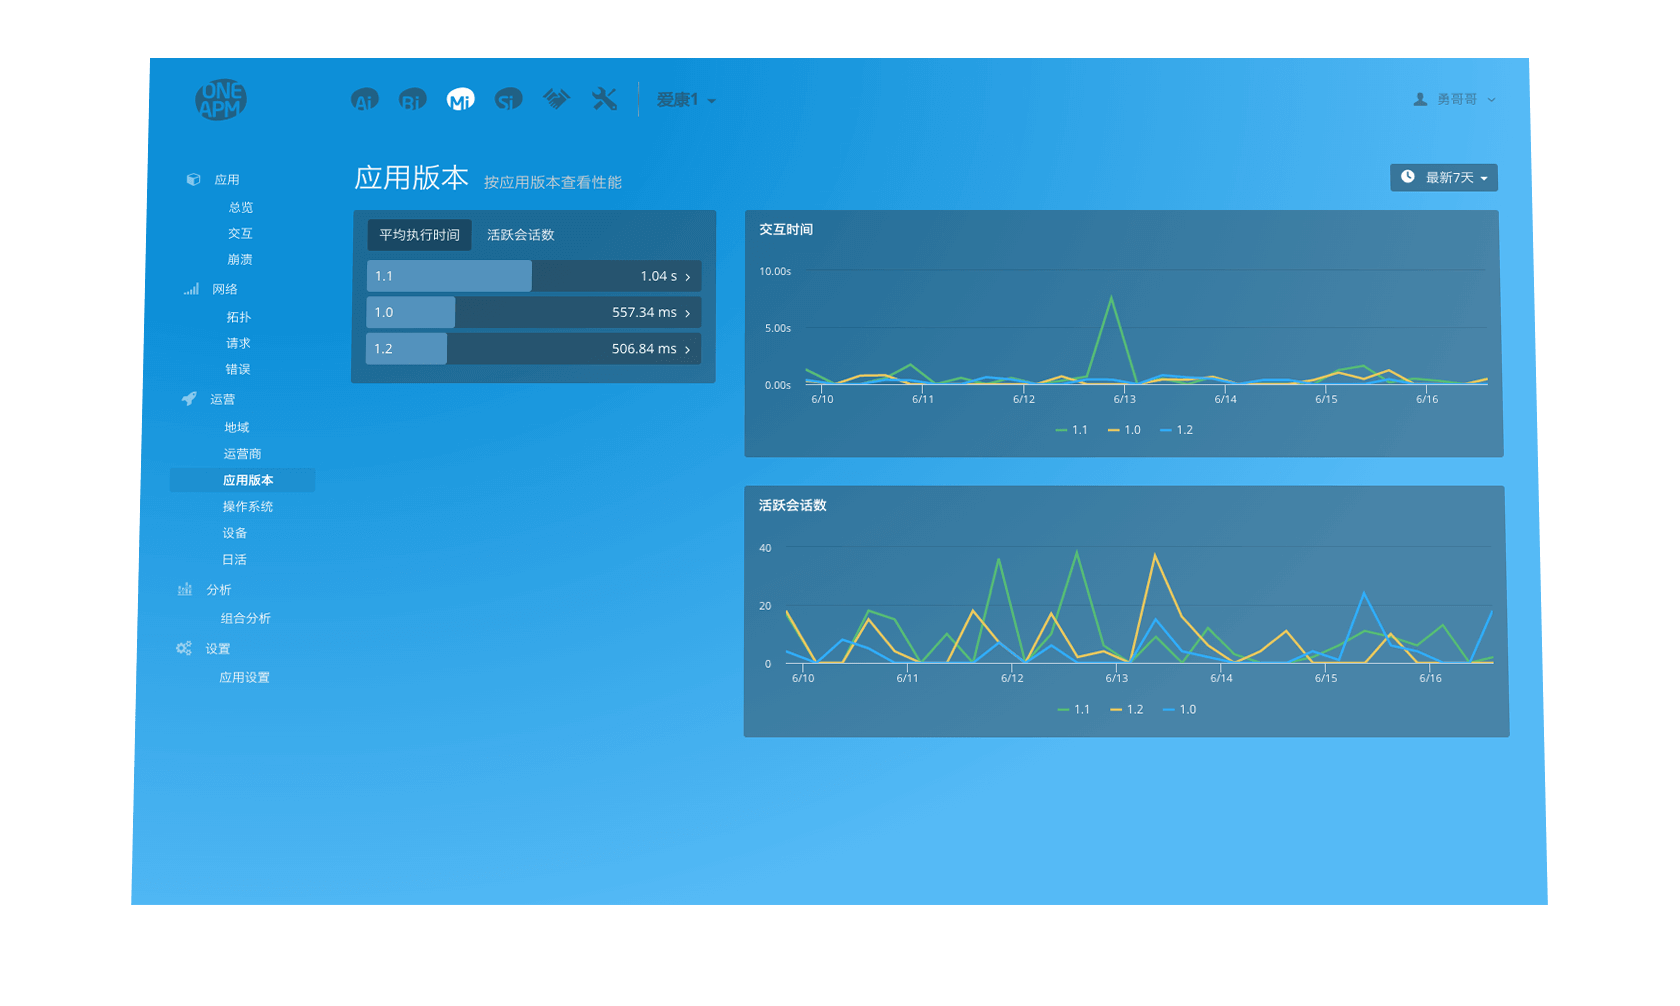 ONE
APM
Ai Bi Mi Si 爱康1
勇哥哥
应用
总览
交互
崩溃
网络
拓扑
请求
错误
运营
地域
运营商
应用版本
操作系统
设备
日活
分析
组合分析
设置
应用设置
应用版本 按应用版本查看性能
最新7天
平均执行时间 活跃会话数
1.1 1.04 s
1.0 557.34 ms
1.2 506.84 ms
交互时间
10.00s
5.00s
0.00s
6/10 6/11 6/12 6/13 6/14 6/15 6/16
1.1 1.0 1.2
活跃会话数
40
20
0
6/10 6/11 6/12 6/13 6/14 6/15 6/16
1.1 1.2 1.0